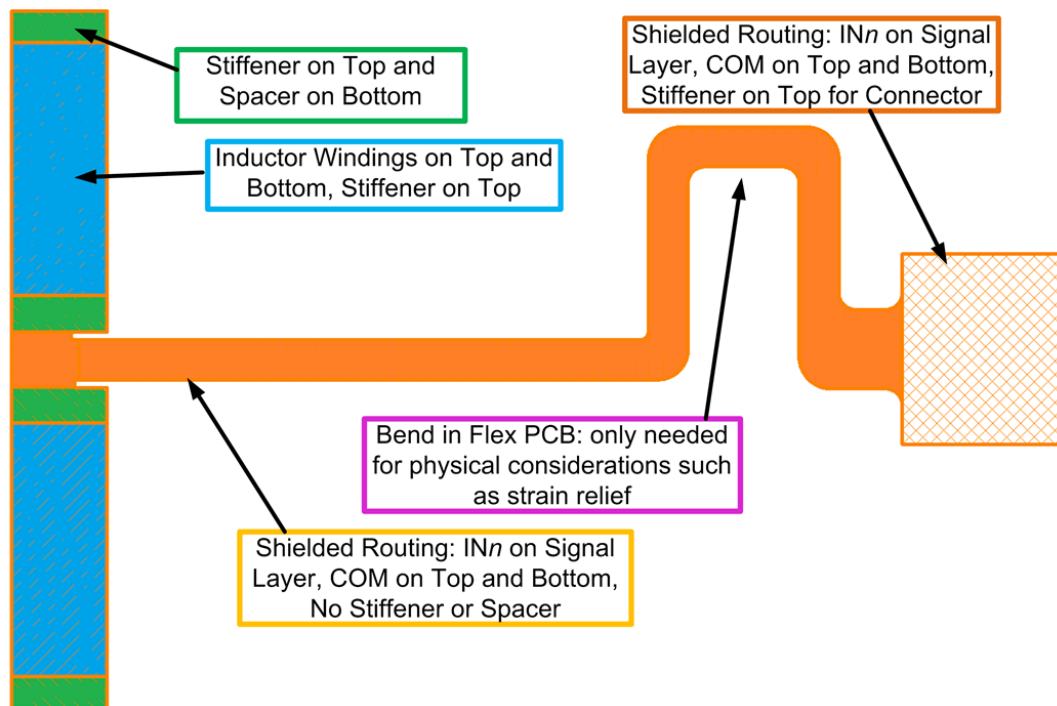 Stiffener on Top and
Spacer on Bottom
Shielded Routing: INn on Signal
Layer, COM on Top and Bottom,
Stiffener on Top for Connector
Inductor Windings on Top and
Bottom, Stiffener on Top
Bend in Flex PCB: only needed
for physical considerations such
as strain relief
Shielded Routing: INn on Signal
Layer, COM on Top and Bottom,
No Stiffener or Spacer